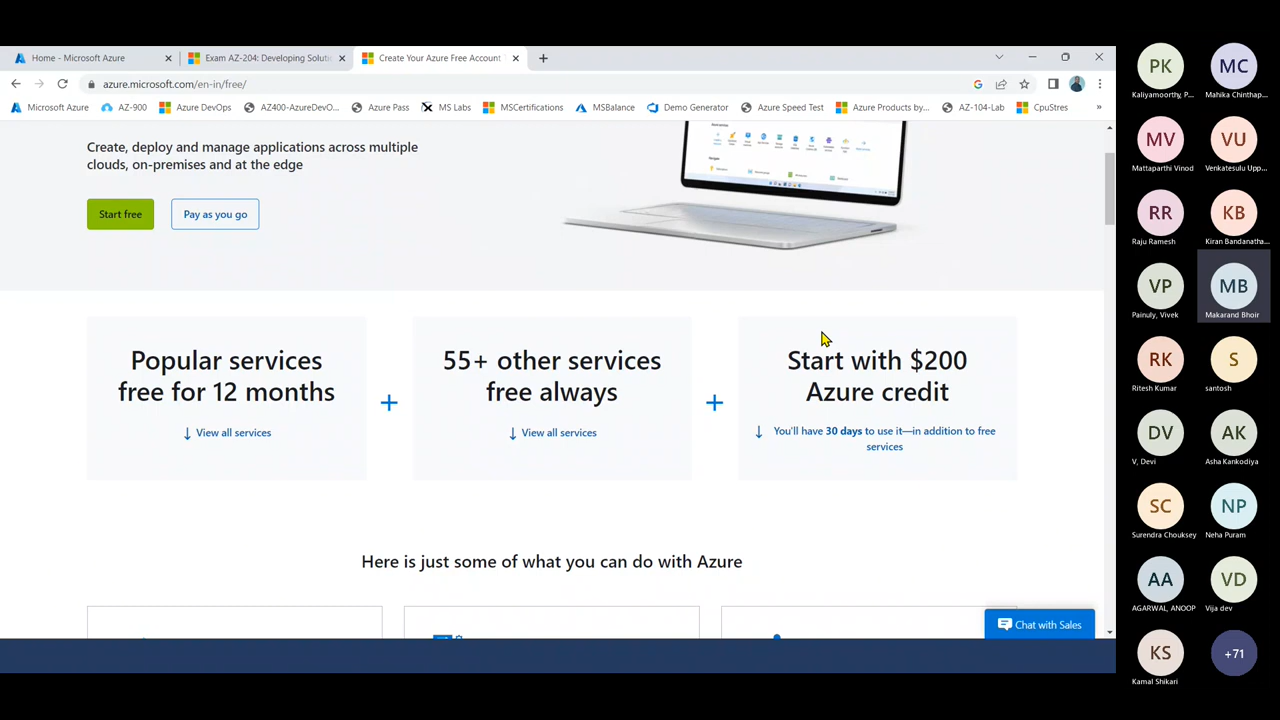 Home - Microsoft Azure
Exam AZ-204: Developing Soluti
Create Your Azure Free Account
azure.microsoft.com/en-in/free/
Microsoft Azure
AZ-900
Azure DevOps
AZ400-AzureDevO...
Azure Pass
MS Labs
MSCertifications
MSBalance
Demo Generator
Azure Speed Test
Azure Products by...
AZ-104-Lab
CpuStres
»
Create, deploy and manage applications across multiple
clouds, on-premises and at the edge
Start free
Pay as you go
Popular services
free for 12 months
↓ View all services
+
55+ other services
free always
↓ View all services
+
Start with $200
Azure credit
↓ You'll have 30 days to use it—in addition to free
services
Here is just some of what you can do with Azure
Chat with Sales
PK
Kaliyamoorthy, P...
MC
Mahika Chinthap...
MV
Mattaparthi Vinod
VU
Venkatesulu Upp...
RR
Raju Ramesh
KB
Kiran Bandanatha...
VP
Painuly, Vivek
MB
Makarand Bhoir
RK
Ritesh Kumar
S
santosh
DV
V, Devi
AK
Asha Kankodiya
SC
Surendra Chouksey
NP
Neha Puram
AA
AGARWAL, ANOOP
VD
Vija dev
KS
Kamal Shikari
+71